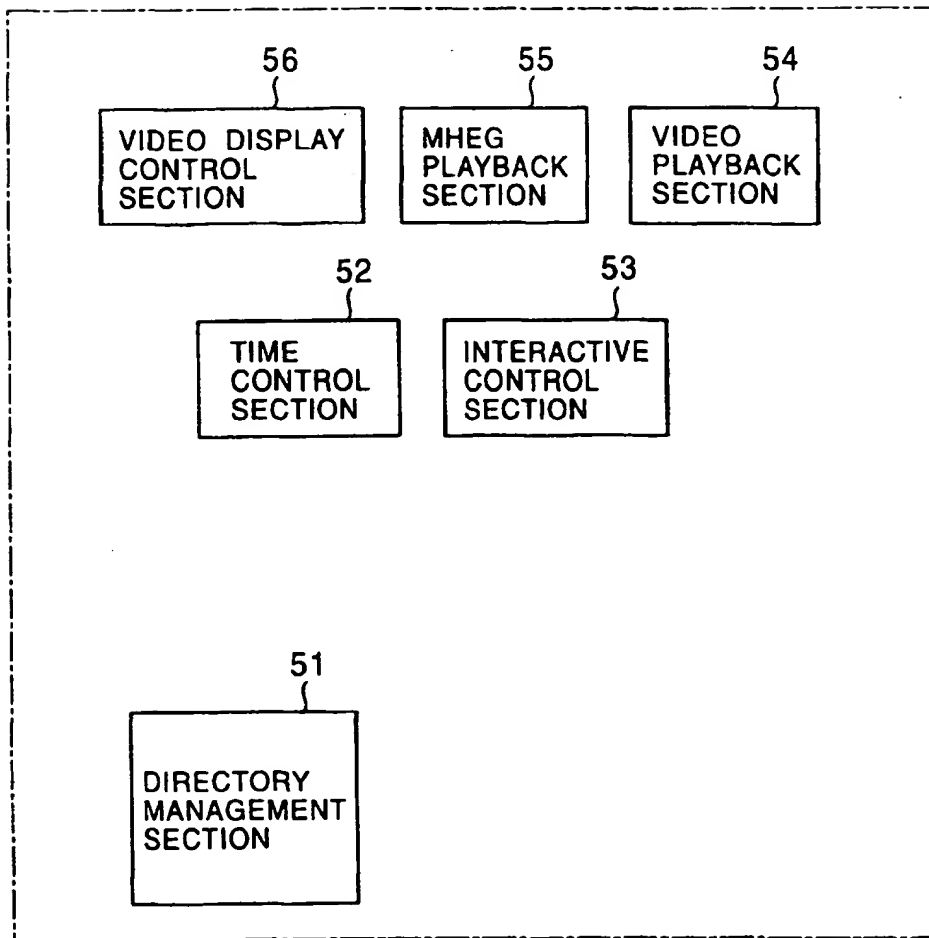 56
55
54
VIDEO DISPLAY
CONTROL
SECTION
MHEG
PLAYBACK
SECTION
VIDEO
PLAYBACK
SECTION
52
53
TIME
CONTROL
SECTION
INTERACTIVE
CONTROL
SECTION
51
DIRECTORY
MANAGEMENT
SECTION